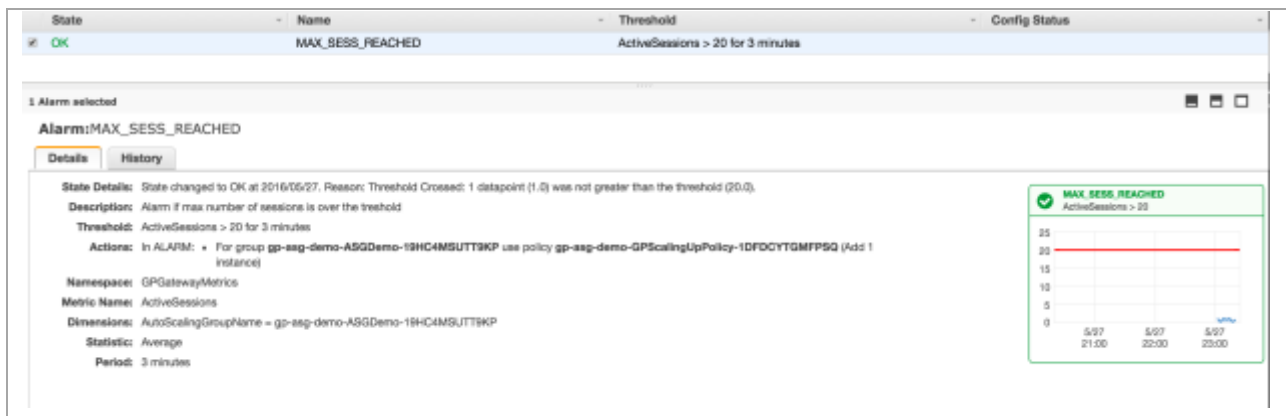 State Name Threshold Config Status
OK MAX_SESS_REACHED ActiveSessions > 20 for 3 minutes
1 Alarm selected
Alarm:MAX_SESS_REACHED
Details History
State Details: State changed to OK at 2016/05/27. Reason: Threshold Crossed: 1 datapoint (1.0) was not greater than the threshold (20.0).
Description: Alarm if max number of sessions is over the treshold
Threshold: ActiveSessions > 20 for 3 minutes
Actions: In ALARM: • For group gp-asg-demo-ASGDemo-19HC4MSUTT9KP use policy gp-asg-demo-GPScalingUpPolicy-1DFDCYTGMFPSQ (Add 1
instance)
Namespace: GPGatewayMetrics
Metric Name: ActiveSessions
Dimensions: AutoScalingGroupName = gp-asg-demo-ASGDemo-19HC4MSUTT9KP
Statistic: Average
Period: 3 minutes
MAX_SESS_REACHED
ActiveSessions > 20
25
20
15
10
5
0
5/27 5/27 5/27
21:00 22:00 23:00